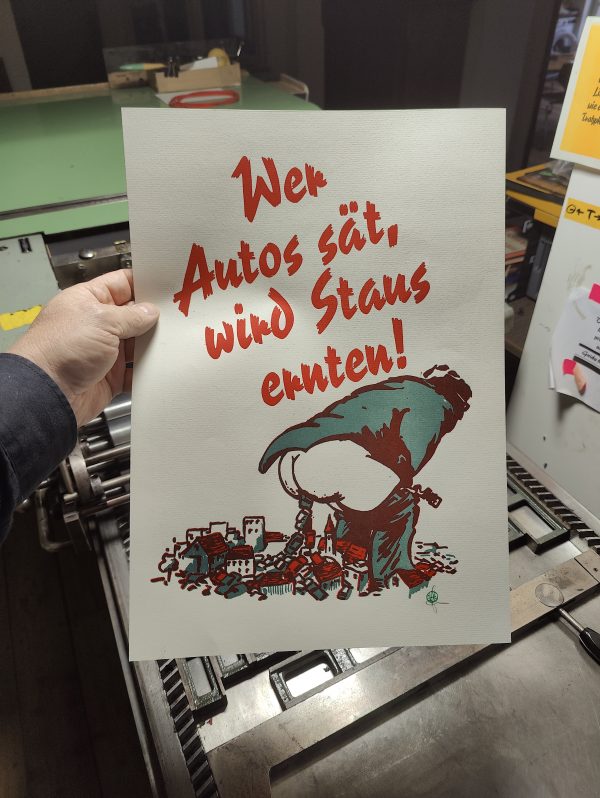 Wer
Autos sät,
wird Staus
ernten!